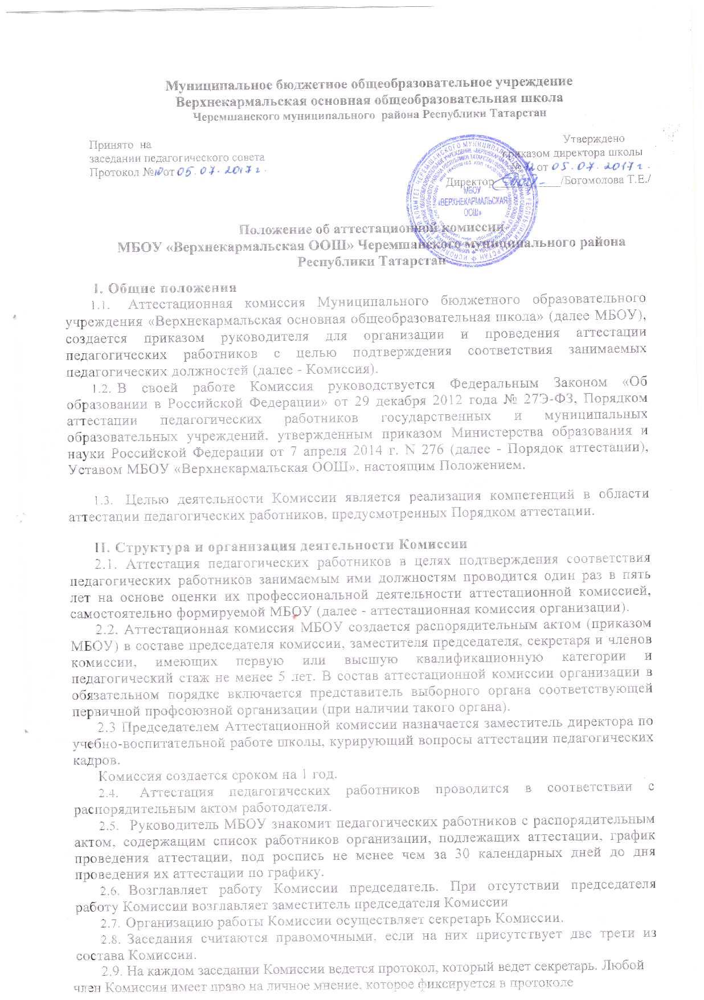 Муниципальное бюджетное общеобразовательное учреждение
Верхнекармальская основная общеобразовательная школа
Черемшанского муниципального района Республики Татарстан
Принято на
заседании педагогического совета
Протокол №10 от 05.07.2017г.
Утверждено
приказом директора школы
№ от 05.07.2017г.
Директор____________/Богомолова Т.Е./
МБОУ
«ВЕРХНЕКАРМАЛЬСКАЯ
ООШ»
Положение об аттестационной комиссии
МБОУ «Верхнекармальская ООШ» Черемшанского муниципального района
Республики Татарстан
I. Общие положения
1.1. Аттестационная комиссия Муниципального бюджетного образовательного
учреждения «Верхнекармальская основная общеобразовательная школа» (далее МБОУ),
создается приказом руководителя для организации и проведения аттестации
педагогических работников с целью подтверждения соответствия занимаемых
педагогических должностей (далее - Комиссия).
1.2. В своей работе Комиссия руководствуется Федеральным Законом «Об
образовании в Российской Федерации» от 29 декабря 2012 года № 27Э-ФЗ, Порядком
аттестации педагогических работников государственных и муниципальных
образовательных учреждений, утвержденным приказом Министерства образования и
науки Российской Федерации от 7 апреля 2014 г. N 276 (далее - Порядок аттестации),
Уставом МБОУ «Верхнекармальская ООШ», настоящим Положением.
1.3. Целью деятельности Комиссии является реализация компетенций в области
аттестации педагогических работников, предусмотренных Порядком аттестации.
II. Структура и организация деятельности Комиссии
2.1. Аттестация педагогических работников в целях подтверждения соответствия
педагогических работников занимаемым ими должностям проводится один раз в пять
лет на основе оценки их профессиональной деятельности аттестационной комиссией,
самостоятельно формируемой МБОУ (далее - аттестационная комиссия организации).
2.2. Аттестационная комиссия МБОУ создается распорядительным актом (приказом
МБОУ) в составе председателя комиссии, заместителя председателя, секретаря и членов
комиссии, имеющих первую или высшую квалификационную категории и
педагогический стаж не менее 5 лет. В состав аттестационной комиссии организации в
обязательном порядке включается представитель выборного органа соответствующей
первичной профсоюзной организации (при наличии такого органа).
2.3 Председателем Аттестационной комиссии назначается заместитель директора по
учебно-воспитательной работе школы, курирующий вопросы аттестации педагогических
кадров.
Комиссия создается сроком на 1 год.
2.4. Аттестация педагогических работников проводится в соответствии с
распорядительным актом работодателя.
2.5. Руководитель МБОУ знакомит педагогических работников с распорядительным
актом, содержащим список работников организации, подлежащих аттестации, график
проведения аттестации, под роспись не менее чем за 30 календарных дней до дня
проведения их аттестации по графику.
2.6. Возглавляет работу Комиссии председатель. При отсутствии председателя
работу Комиссии возглавляет заместитель председателя Комиссии
2.7. Организацию работы Комиссии осуществляет секретарь Комиссии.
2.8. Заседания считаются правомочными, если на них присутствует две трети из
состава Комиссии.
2.9. На каждом заседании Комиссии ведется протокол, который ведет секретарь. Любой
член Комиссии имеет право на личное мнение, которое фиксируется в протоколе